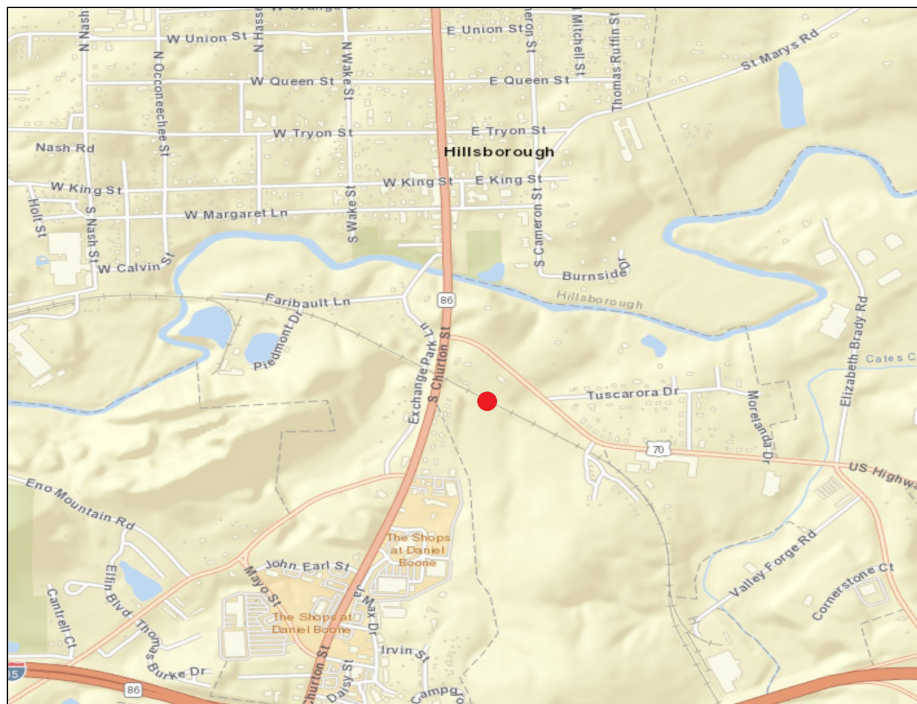 W Union St
E Union St
N Nash
N Hass
N Wake St
N Occoneechee St
Mitchell St
Thomas Ruffin St
St Marys Rd
W Queen St
E Queen St
W Tryon St
E Tryon St
Nash Rd
Hillsborough
W King St
W King St
E King St
Holt St
S Nash St
W Margaret Ln
S Wake St
S Cameron St
W Calvin St
Burnside Dr
Faribault Ln
86
Hillsborough
Piedmont Dr
Exchange Park Ln
S Churton St
Elizabeth Brady Rd
Cates C
Tuscarora Dr
Morelanda Dr
70
US Highwa
Eno Mountain Rd
The Shops
at Daniel
Boone
John Earl St
Mayo St
Elfin Blvd
Valley Forge Rd
Cornerstone Ct
Cantrell Ct
Thomas Burke Dr
The Shops at
Daniel Boone
Ja Max Dr
Irvin St
86
Churton St
Daisy St
Campg